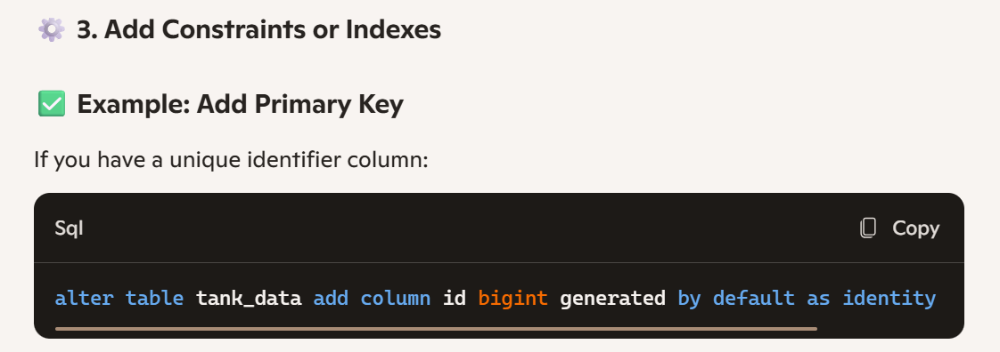 ⚙️ 3. Add Constraints or Indexes
✅ Example: Add Primary Key
If you have a unique identifier column:
Sql Copy
alter table tank_data add column id bigint generated by default as identity